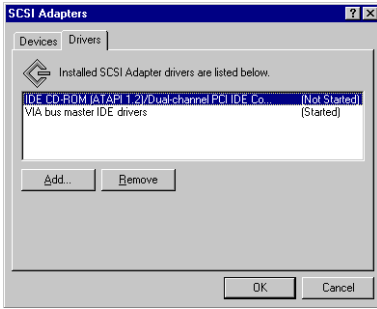 SCSI Adapters
Devices Drivers
Installed SCSI Adapter drivers are listed below.
IDE CD-ROM (ATAPI 1.2)/Dual-channel PCI IDE Co... (Not Started)
VIA bus master IDE drivers (Started)
Add... Remove
OK Cancel